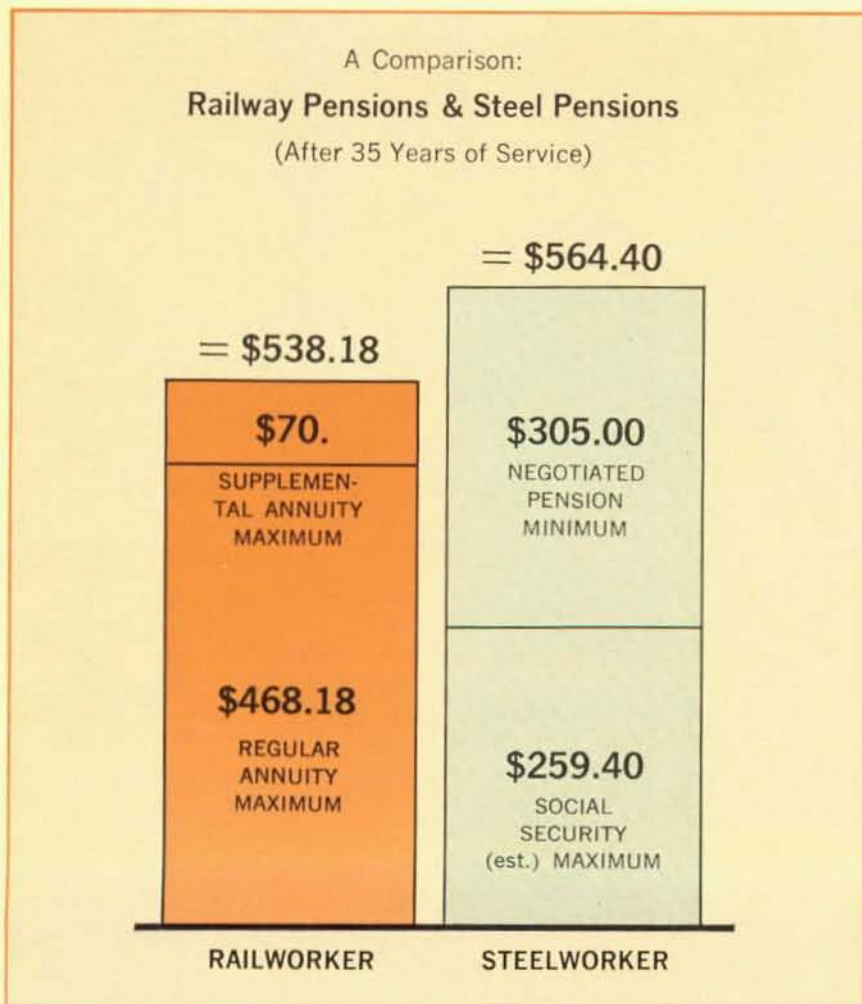 A Comparison:
Railway Pensions & Steel Pensions
(After 35 Years of Service)
= $538.18
$70.
SUPPLEMEN-
TAL ANNUITY
MAXIMUM
$468.18
REGULAR
ANNUITY
MAXIMUM
RAILWORKER
= $564.40
$305.00
NEGOTIATED
PENSION
MINIMUM
$259.40
SOCIAL
SECURITY
(est.) MAXIMUM
STEELWORKER